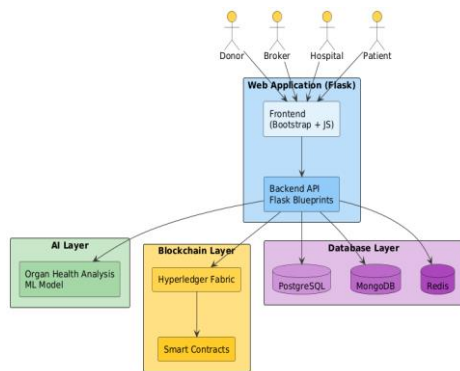 Donor Broker Hospital Patient
Web Application (Flask)
Frontend
(Bootstrap + JS)
Backend API
Flask Blueprints
AI Layer
Organ Health Analysis
ML Model
Blockchain Layer
Hyperledger Fabric
Smart Contracts
Database Layer
PostgreSQL
MongoDB
Redis